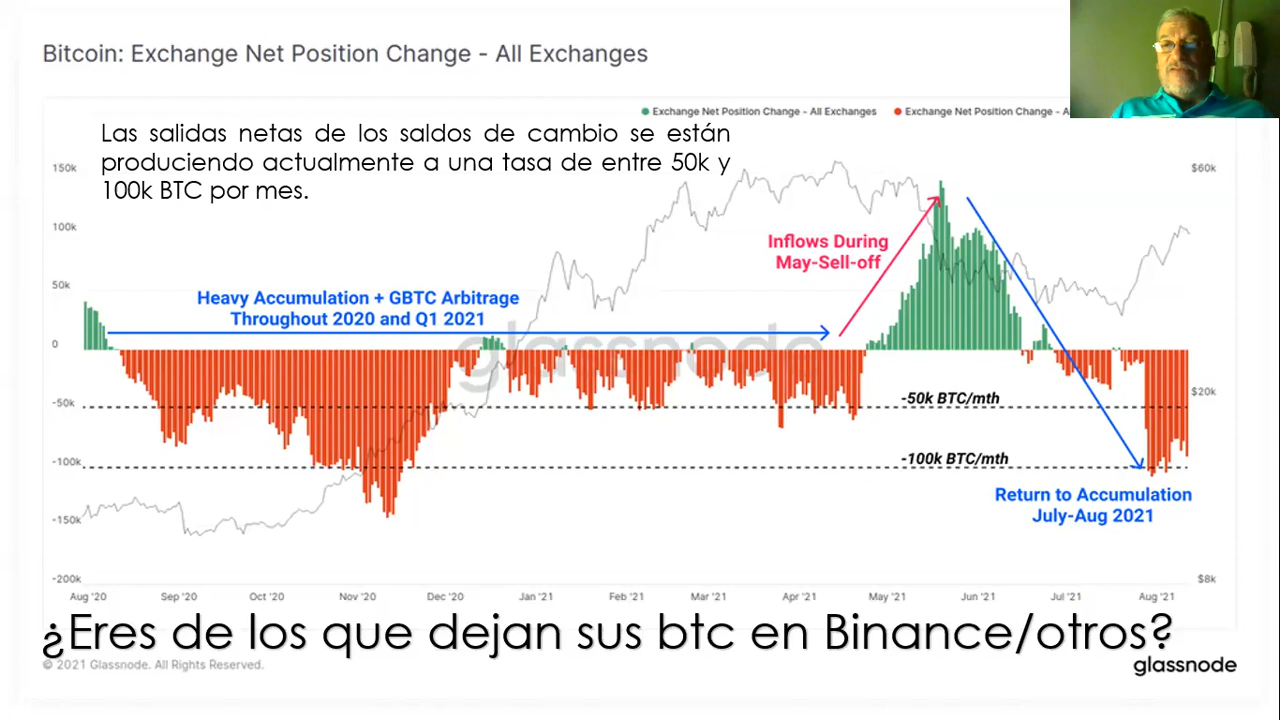 Bitcoin: Exchange Net Position Change - All Exchanges
Exchange Net Position Change - All Exchanges
Exchange Net Position Change - A
Las salidas netas de los saldos de cambio se están
produciendo actualmente a una tasa de entre 50k y
100k BTC por mes.
150k
$60k
100k
Inflows During
May-Sell-off
50k
Heavy Accumulation + GBTC Arbitrage
Throughout 2020 and Q1 2021
glassnode
0
-50k
-50k BTC/mth
$20k
-100k
-100k BTC/mth
Return to Accumulation
July-Aug 2021
-150k
-200k
$8k
Aug '20 Sep '20 Oct '20 Nov '20 Dec '20 Jan '21 Feb '21 Mar '21 Apr '21 May '21 Jun '21 Jul '21 Aug '21
¿Eres de los que dejan sus btc en Binance/otros?
© 2021 Glassnode. All Rights Reserved.
glassnode